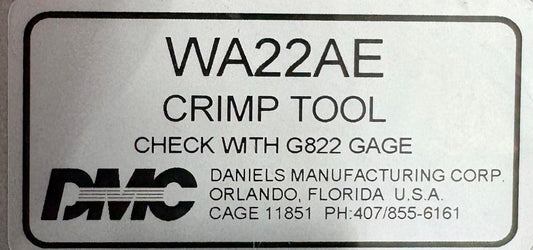 WA22AE
CRIMP TOOL
CHECK WITH G822 GAGE
DMC
DANIELS MANUFACTURING CORP.
ORLANDO, FLORIDA U.S.A.
CAGE 11851 PH:407/855-6161